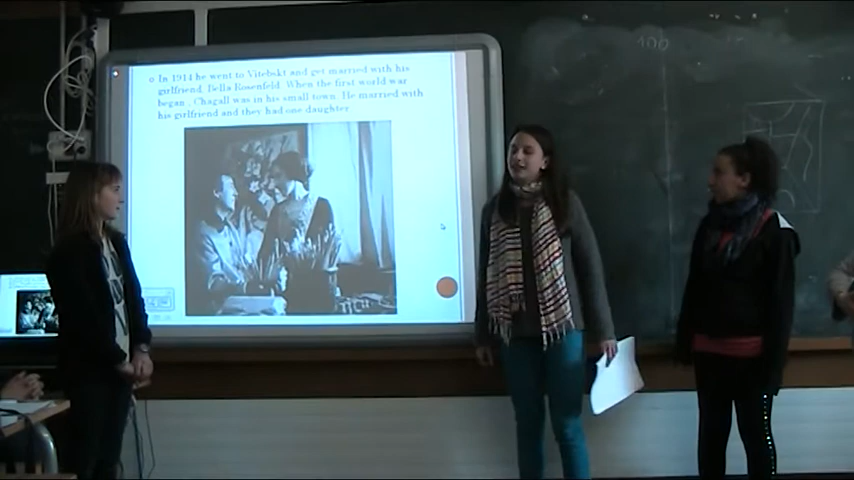 In 1914 he went to Vitebskt and get married with his
girlfriend, Bella Rosenfeld. When the first world war
began , Chagall was in his small town. He married with
his girlfriend and they had one daughter.
100